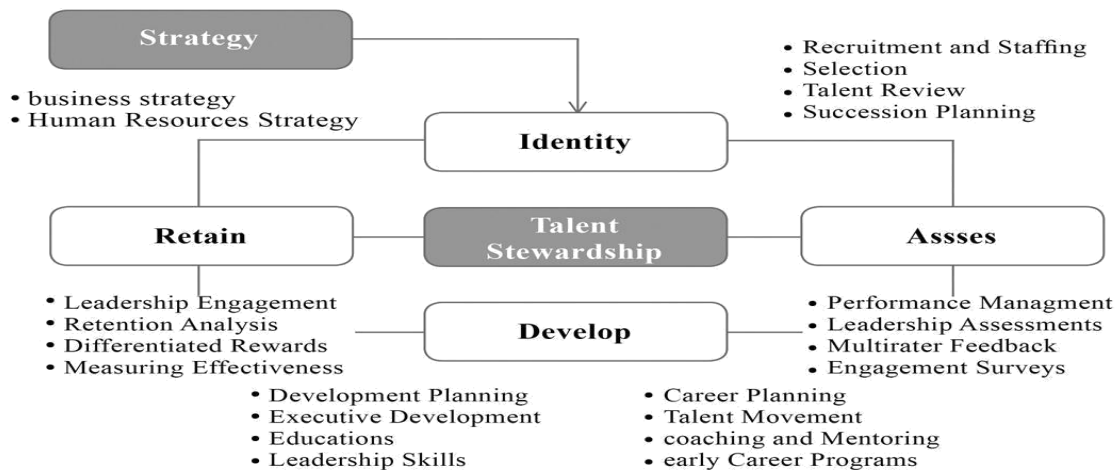 Strategy
• business strategy
• Human Resources Strategy
• Recruitment and Staffing
• Selection
• Talent Review
• Succession Planning
Identity
Retain
Talent
Stewardship
Asssses
• Leadership Engagement
• Retention Analysis
• Differentiated Rewards
• Measuring Effectiveness
Develop
• Performance Managment
• Leadership Assessments
• Multirater Feedback
• Engagement Surveys
• Development Planning
• Executive Development
• Educations
• Leadership Skills
• Career Planning
• Talent Movement
• coaching and Mentoring
• early Career Programs